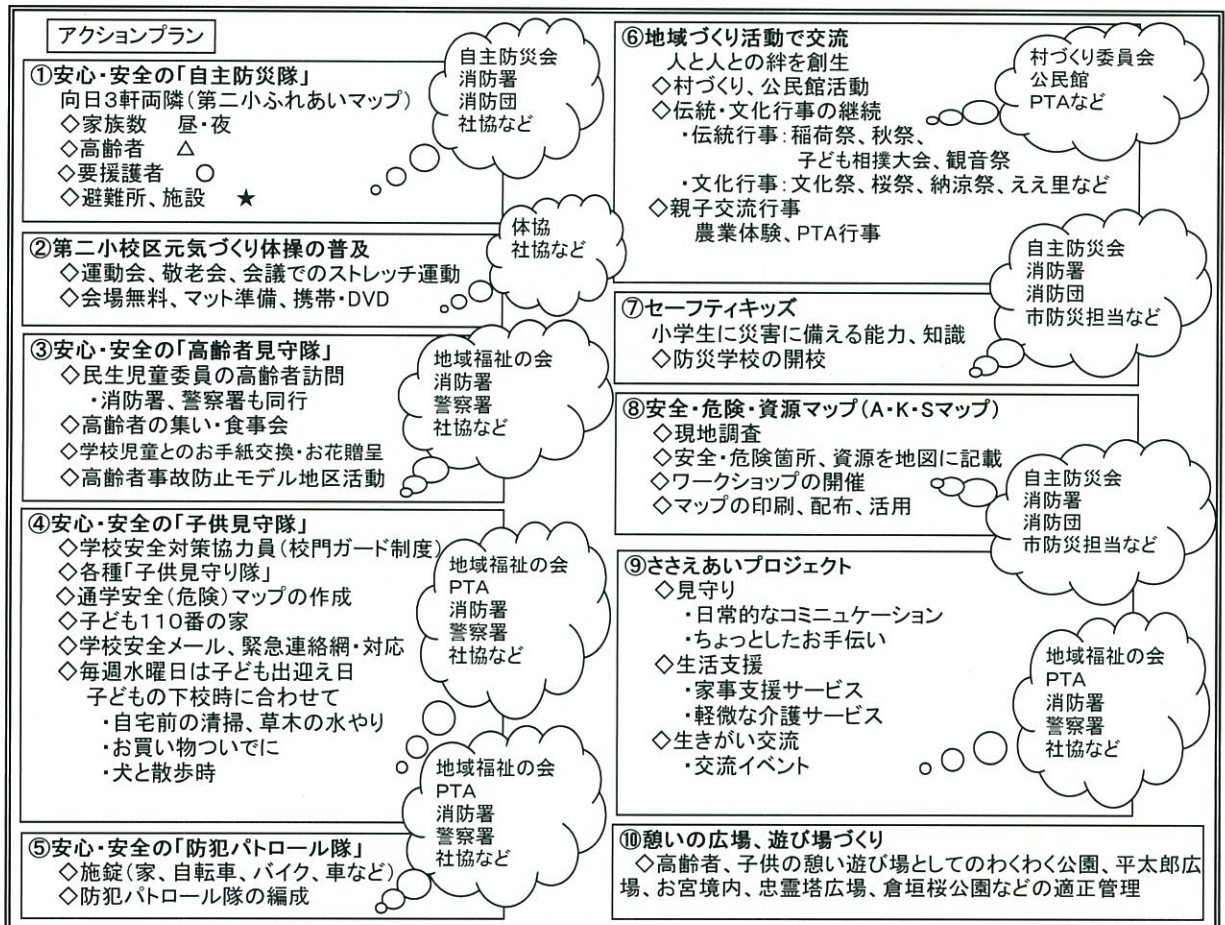 アクションプラン
①安心・安全の「自主防災隊」
向日3軒両隣(第二小ふれあいマップ)
◇家族数　昼・夜
◇高齢者　△
◇要援護者　○
◇避難所、施設　★
自主防災会
消防署
消防団
社協など
②第二小校区元気づくり体操の普及
◇運動会、敬老会、会議でのストレッチ運動
◇会場無料、マット準備、携帯・DVD
体協
社協など
③安心・安全の「高齢者見守隊」
◇民生児童委員の高齢者訪問
・消防署、警察署も同行
◇高齢者の集い・食事会
◇学校児童とのお手紙交換・お花贈呈
◇高齢者事故防止モデル地区活動
地域福祉の会
消防署
警察署
社協など
④安心・安全の「子供見守隊」
◇学校安全対策協力員(校門ガード制度)
◇各種「子供見守り隊」
◇通学安全(危険)マップの作成
◇子ども110番の家
◇学校安全メール、緊急連絡網・対応
◇毎週水曜日は子ども出迎え日
子どもの下校時に合わせて
・自宅前の清掃、草木の水やり
・お買い物ついでに
・犬と散歩時
地域福祉の会
PTA
消防署
警察署
社協など
⑤安心・安全の「防犯パトロール隊」
◇施錠(家、自転車、バイク、車など)
◇防犯パトロール隊の編成
地域福祉の会
PTA
消防署
警察署
社協など
⑥地域づくり活動で交流
人と人との絆を創生
◇村づくり、公民館活動
◇伝統・文化行事の継続
・伝統行事:稲荷祭、秋祭、
子ども相撲大会、観音祭
・文化行事:文化祭、桜祭、納涼祭、ええ里など
◇親子交流行事
農業体験、PTA行事
村づくり委員会
公民館
PTAなど
⑦セーフティキッズ
小学生に災害に備える能力、知識
◇防災学校の開校
自主防災会
消防署
消防団
市防災担当など
⑧安全・危険・資源マップ(A・K・Sマップ)
◇現地調査
◇安全・危険箇所、資源を地図に記載
◇ワークショップの開催
◇マップの印刷、配布、活用
自主防災会
消防署
消防団
市防災担当など
⑨ささえあいプロジェクト
◇見守り
・日常的なコミニュケーション
・ちょっとしたお手伝い
◇生活支援
・家事支援サービス
・軽微な介護サービス
◇生きがい交流
・交流イベント
地域福祉の会
PTA
消防署
警察署
社協など
⑩憩いの広場、遊び場づくり
◇高齢者、子供の憩い遊び場としてのわくわく公園、平太郎広
場、お宮境内、忠霊塔広場、倉垣桜公園などの適正管理